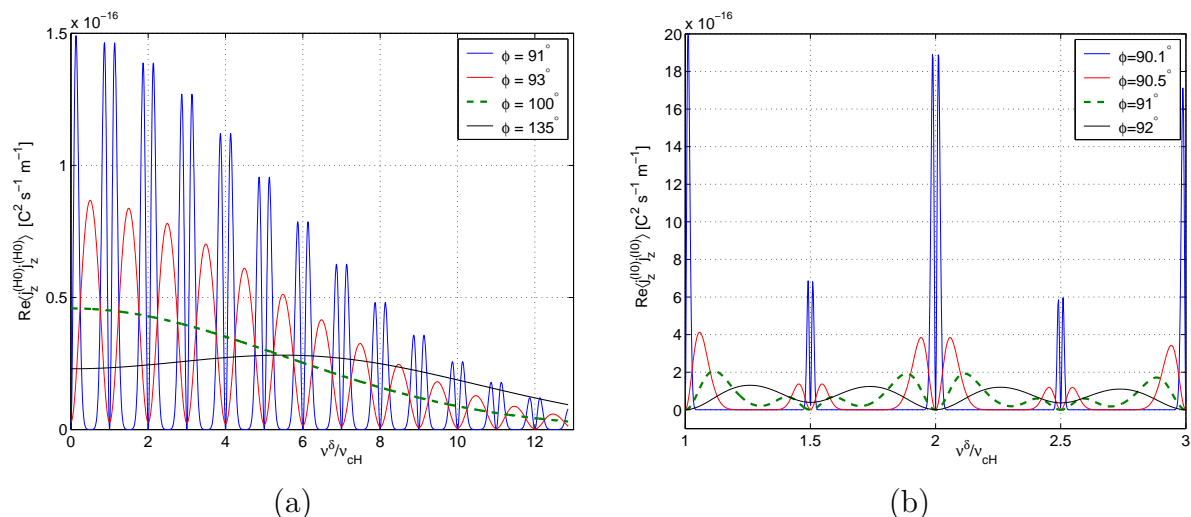 x 10⁻¹⁶
1.5
1
0.5
0
Re⟨j_z^(H0) j_z^(H0)⟩ [C² s⁻¹ m⁻¹]
ϕ = 91°
ϕ = 93°
ϕ = 100°
ϕ = 135°
0 2 4 6 8 10 12
ν^δ/ν_cH
(a)
x 10⁻¹⁶
20
18
16
14
12
10
8
6
4
2
0
Re⟨j_z^(I0) j_z^(I0)⟩ [C² s⁻¹ m⁻¹]
ϕ=90.1°
ϕ=90.5°
ϕ=91°
ϕ=92°
1 1.5 2 2.5 3
ν^δ/ν_cH
(b)